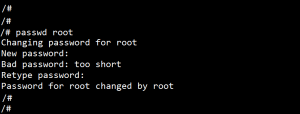 /#
/#
/# passwd root
Changing password for root
New password:
Bad password: too short
Retype password:
Password for root changed by root
/#
/#